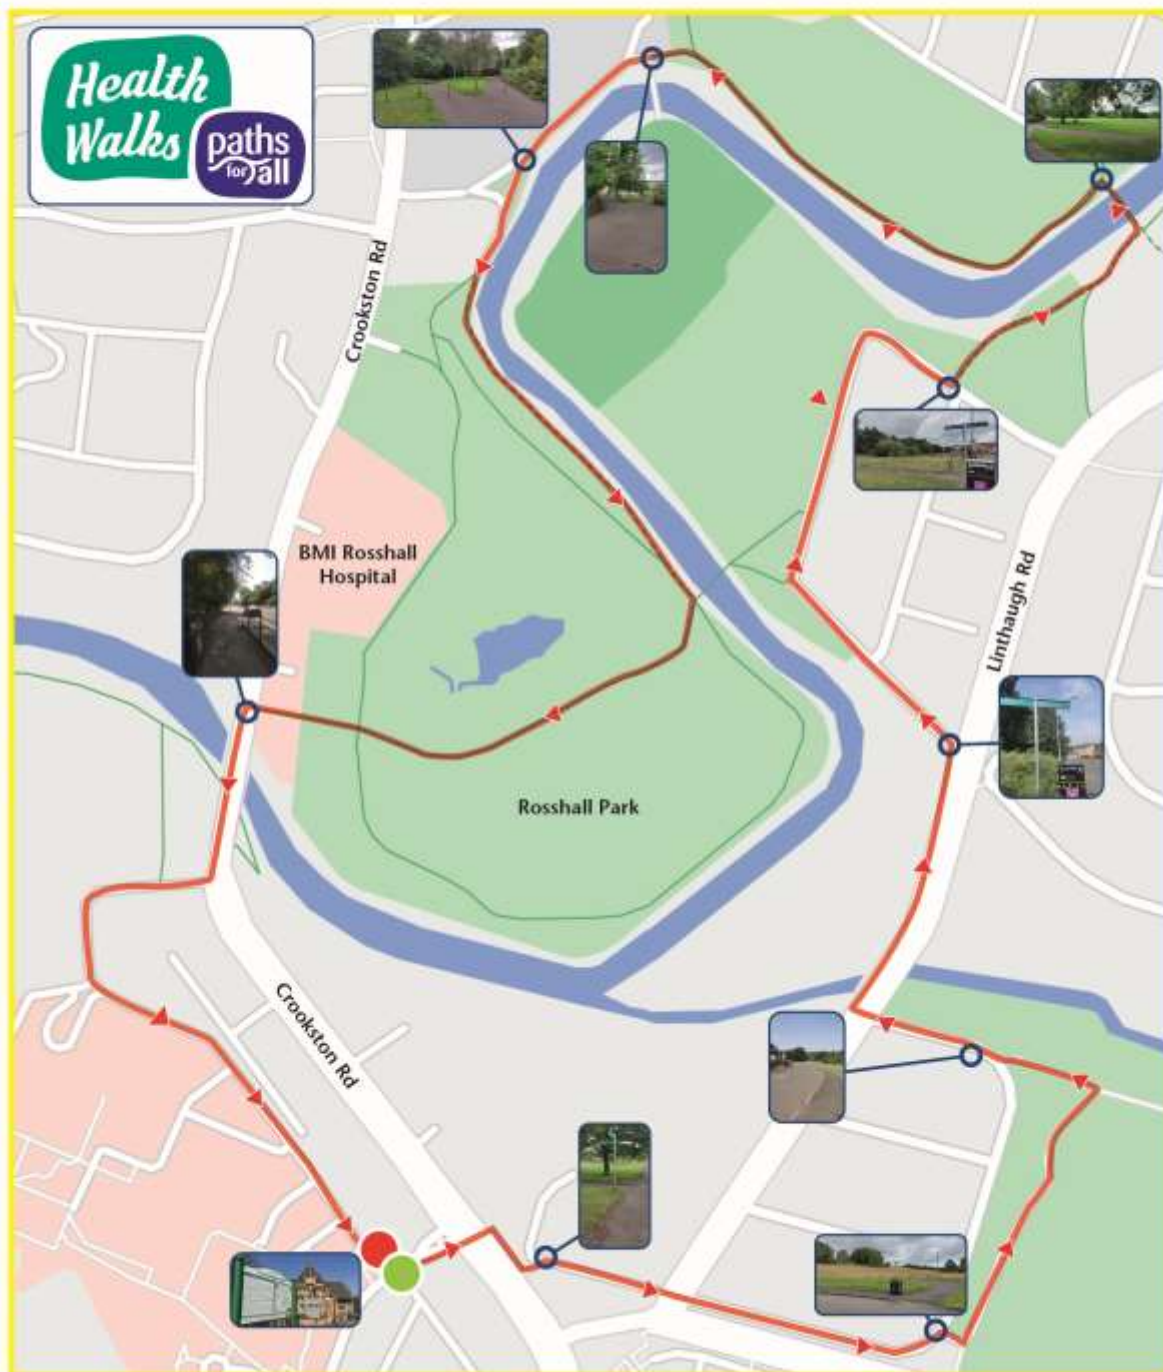 Health
Walks
paths
for all
Crookston Rd
BMI Rosshall
Hospital
Linthaugh Rd
Rosshall Park
Crookston Rd